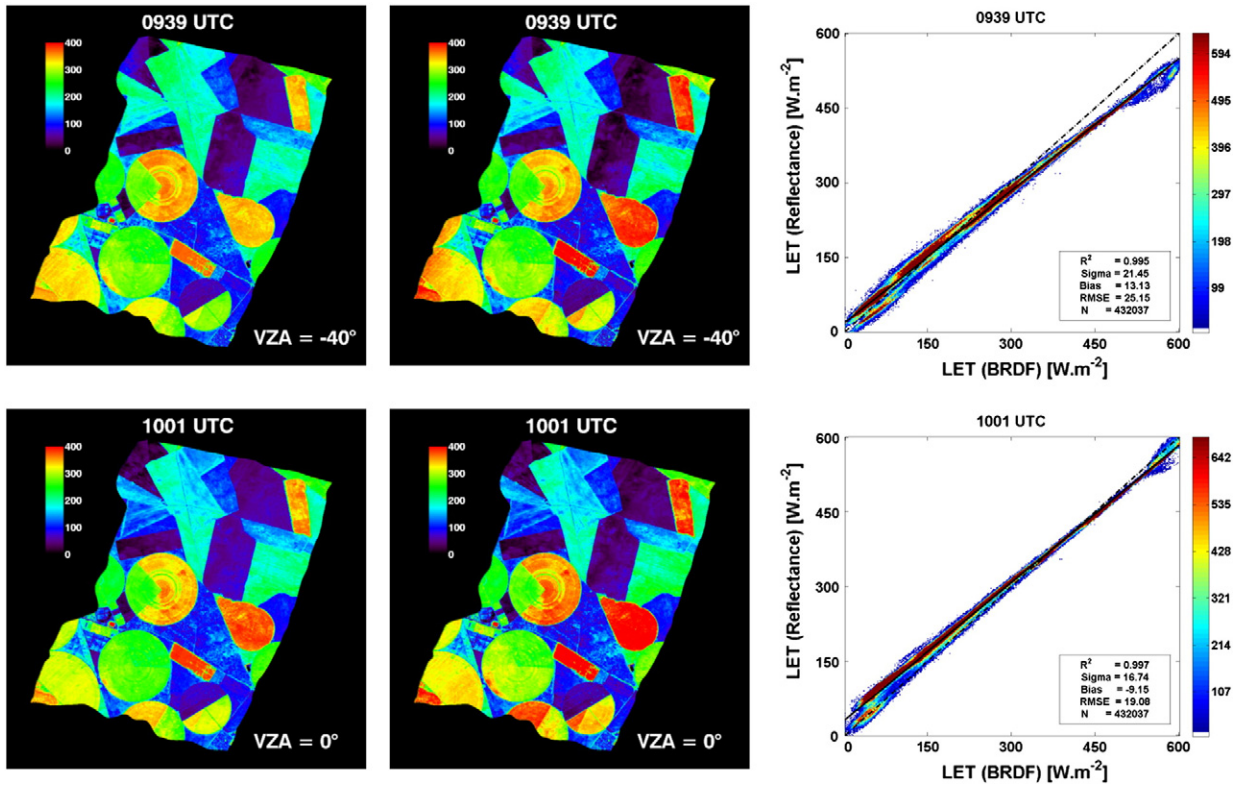 0939 UTC
400
300
200
100
0
VZA = -40°
0939 UTC
400
300
200
100
0
VZA = -40°
0939 UTC
LET (Reflectance) [W.m-2]
600
450
300
150
0
0 150 300 450 600
LET (BRDF) [W.m-2]
R2 = 0.995
Sigma = 21.45
Bias = 13.13
RMSE = 25.15
N = 432037
594
495
396
297
198
99
1001 UTC
400
300
200
100
0
VZA = 0°
1001 UTC
400
300
200
100
0
VZA = 0°
1001 UTC
LET (Reflectance) [W.m-2]
600
450
300
150
0
0 150 300 450 600
LET (BRDF) [W.m-2]
R2 = 0.997
Sigma = 16.74
Bias = -9.15
RMSE = 19.08
N = 432037
642
535
428
321
214
107